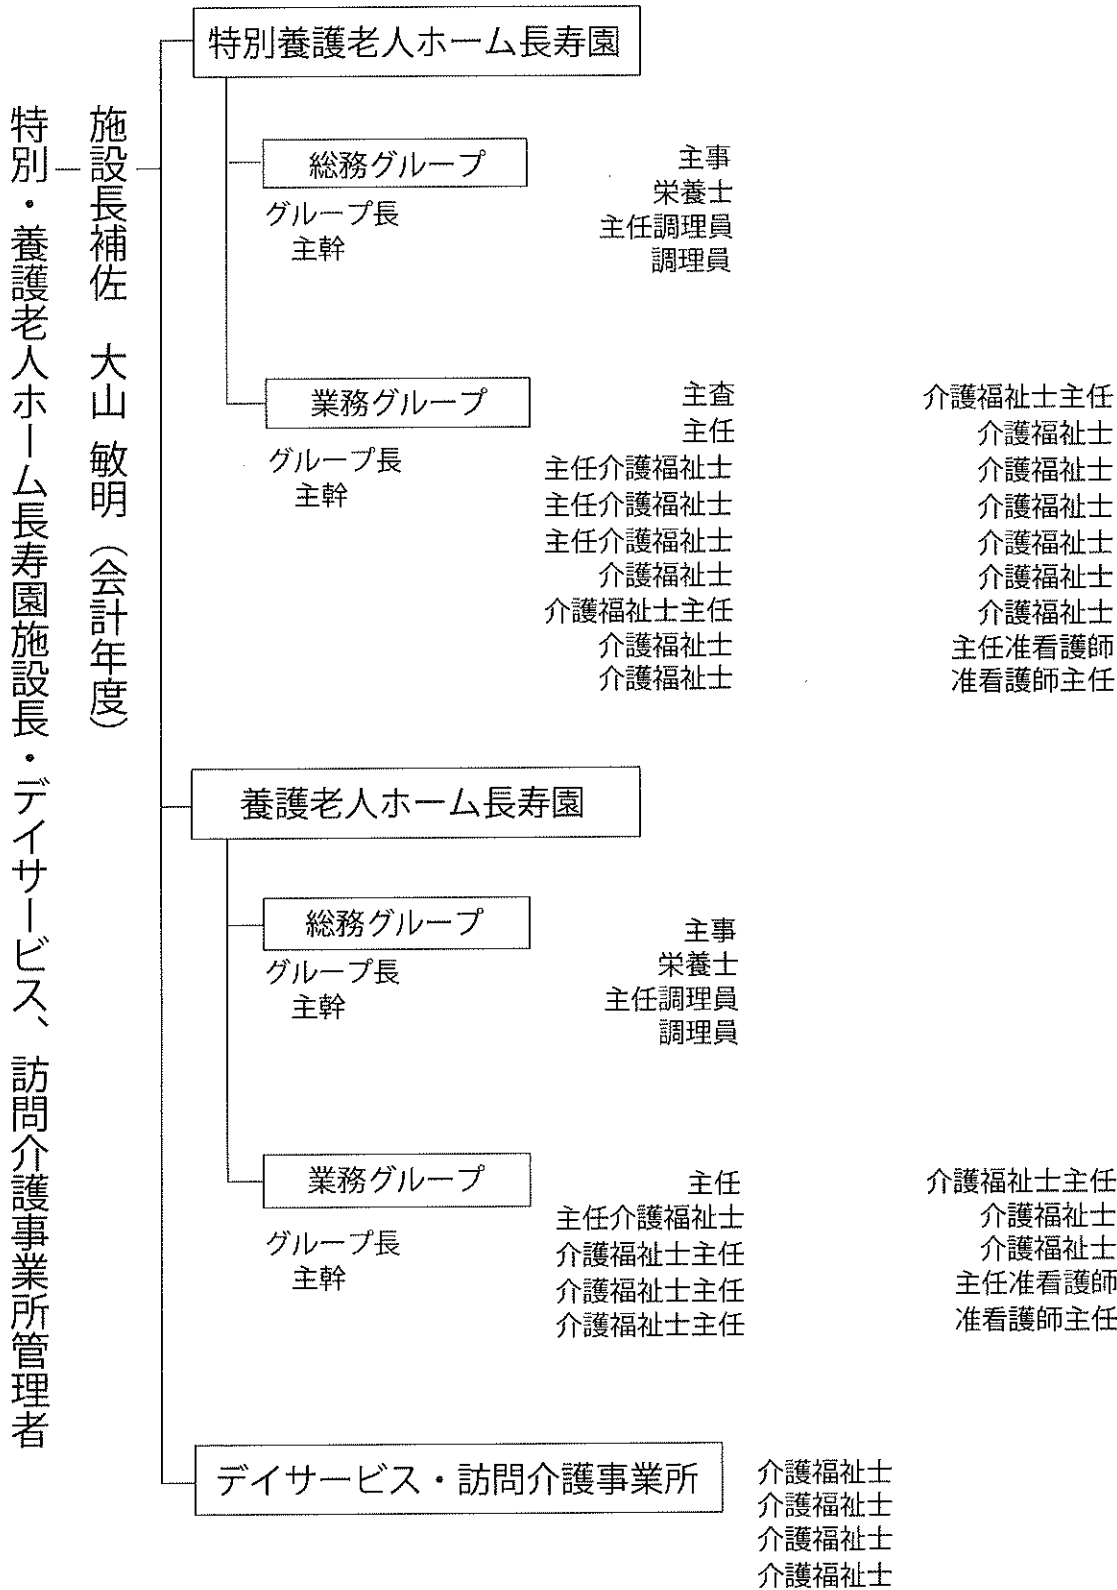 特別・養護老人ホーム長寿園施設長・デイサービス、訪問介護事業所管理者
施設長補佐　大山 敏明（会計年度）
特別養護老人ホーム長寿園
総務グループ
グループ長
主幹
主事
栄養士
主任調理員
調理員
業務グループ
グループ長
主幹
主査
主任
主任介護福祉士
主任介護福祉士
主任介護福祉士
介護福祉士
介護福祉士主任
介護福祉士
介護福祉士
介護福祉士主任
介護福祉士
介護福祉士
介護福祉士
介護福祉士
介護福祉士
介護福祉士
主任准看護師
准看護師主任
養護老人ホーム長寿園
総務グループ
グループ長
主幹
主事
栄養士
主任調理員
調理員
業務グループ
グループ長
主幹
主任
主任介護福祉士
介護福祉士主任
介護福祉士主任
介護福祉士主任
介護福祉士主任
介護福祉士
介護福祉士
主任准看護師
准看護師主任
デイサービス・訪問介護事業所
介護福祉士
介護福祉士
介護福祉士
介護福祉士